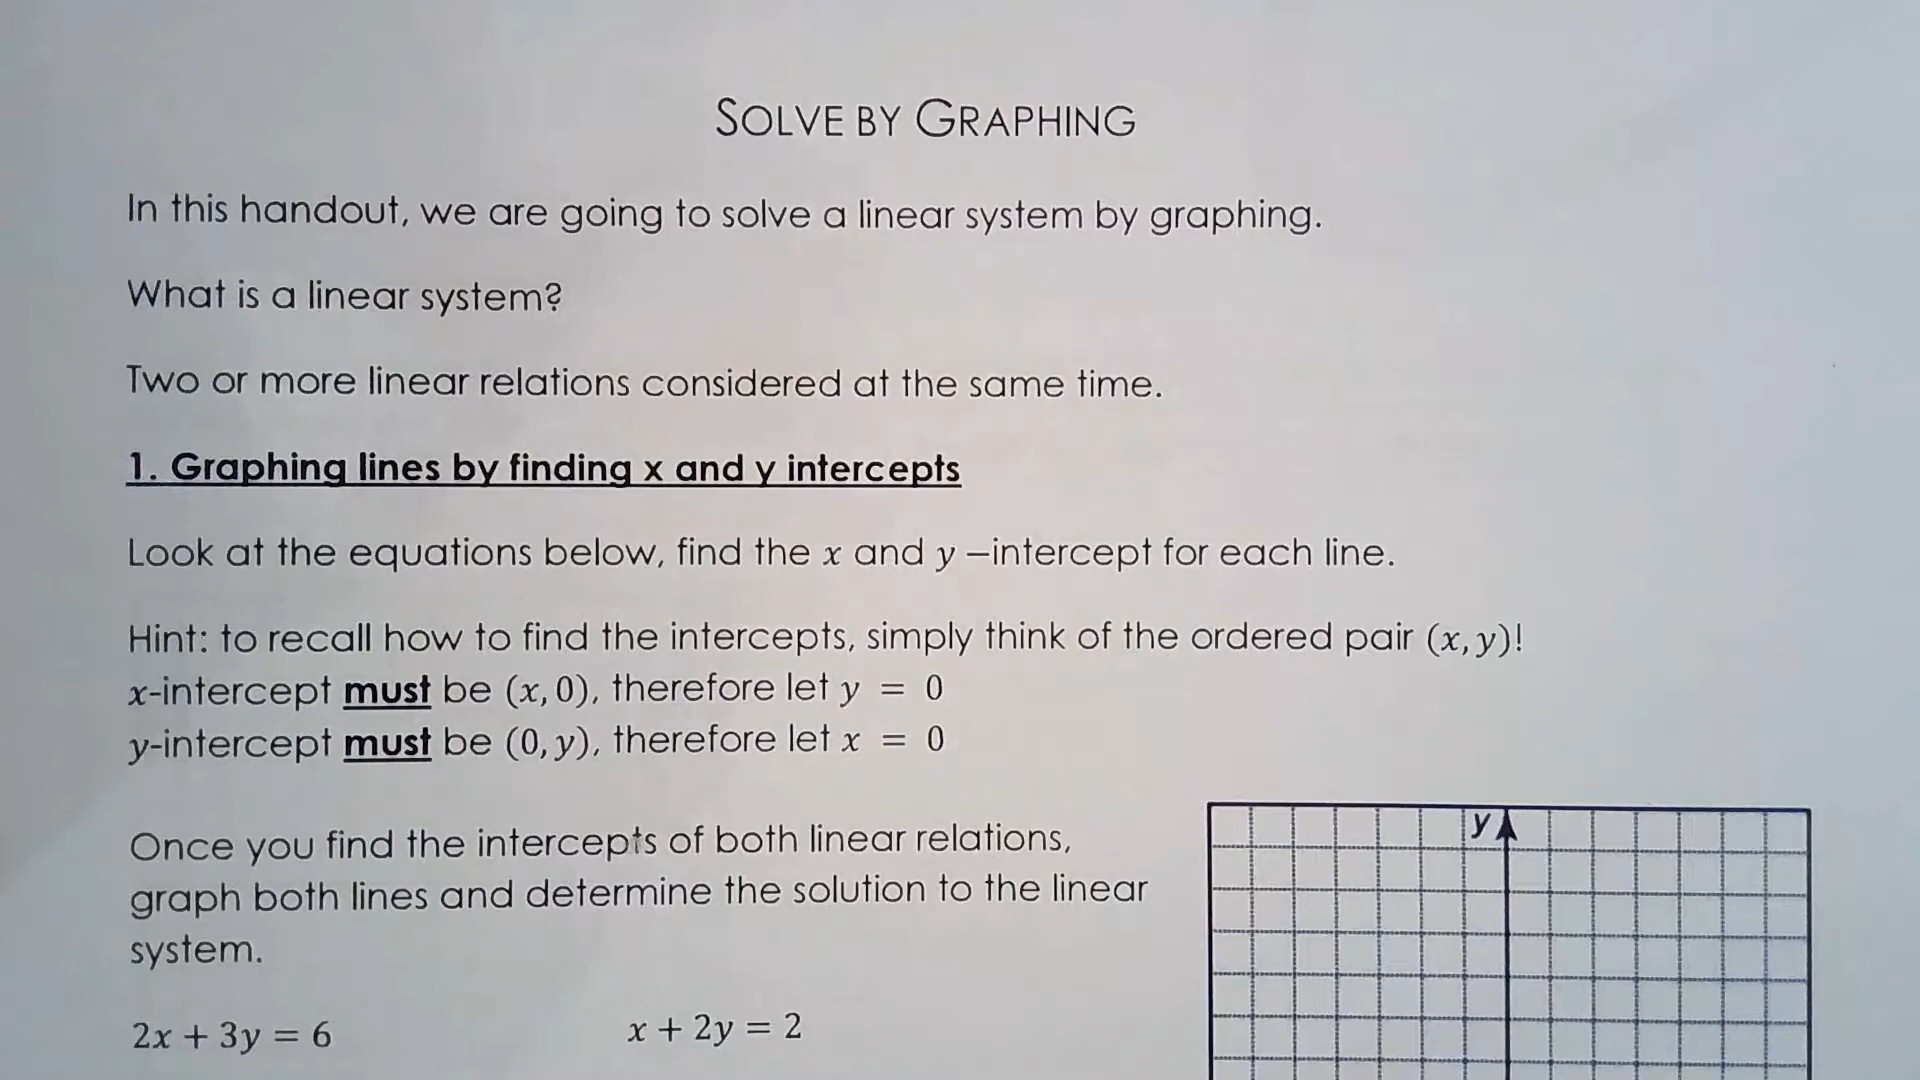 SOLVE BY GRAPHING
In this handout, we are going to solve a linear system by graphing.
What is a linear system?
Two or more linear relations considered at the same time.
1. Graphing lines by finding x and y intercepts
Look at the equations below, find the x and y –intercept for each line.
Hint: to recall how to find the intercepts, simply think of the ordered pair (x, y)!
x-intercept must be (x, 0), therefore let y = 0
y-intercept must be (0, y), therefore let x = 0
Once you find the intercepts of both linear relations,
graph both lines and determine the solution to the linear
system.
2x + 3y = 6
x + 2y = 2
y